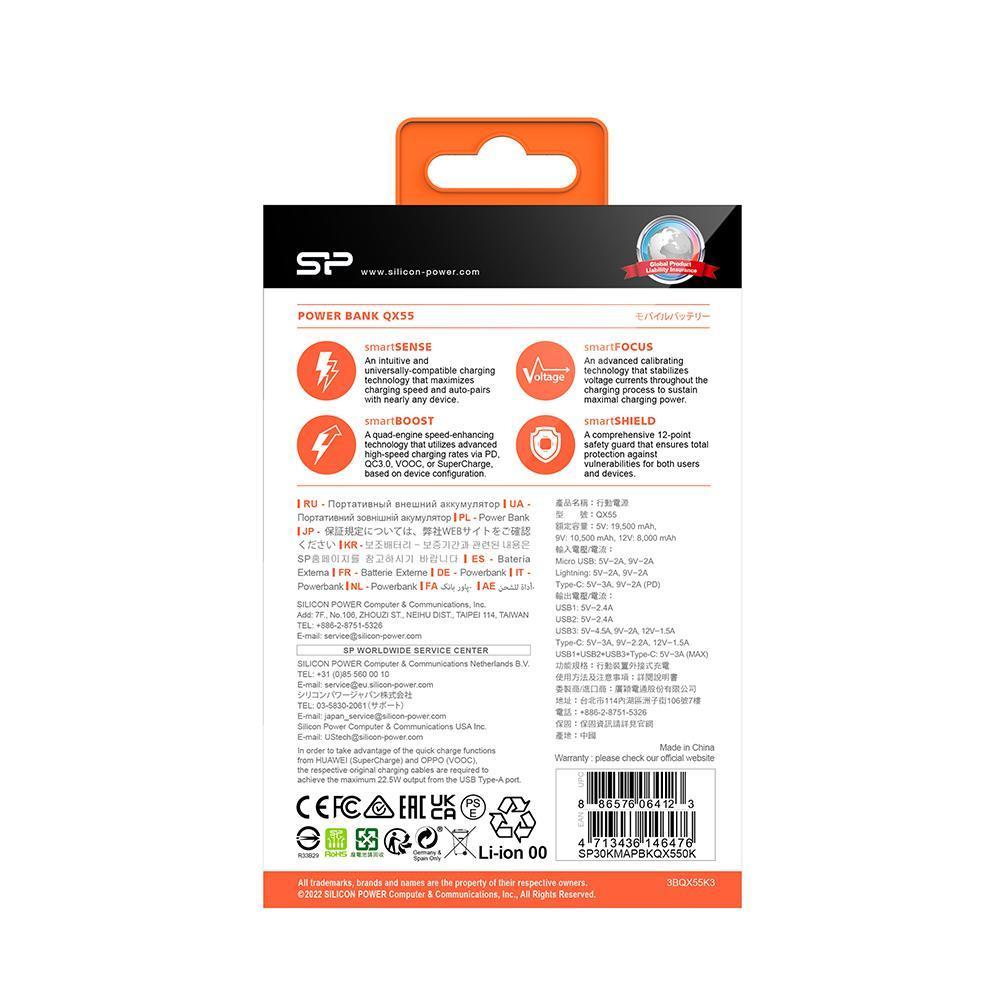 SP www.silicon-power.com
Global Product
Liability Insurance
POWER BANK QX55
モバイルバッテリー
smartSENSE
An intuitive and
universally-compatible charging
technology that maximizes
charging speed and auto-pairs
with nearly any device.
smartFOCUS
An advanced calibrating
technology that stabilizes
voltage currents throughout the
charging process to sustain
maximal charging power.
Voltage
smartBOOST
A quad-engine speed-enhancing
technology that utilizes advanced
high-speed charging rates via PD,
QC3.0, VOOC, or SuperCharge,
based on device configuration.
smartSHIELD
A comprehensive 12-point
safety guard that ensures total
protection against
vulnerabilities for both users
and devices.
| RU - Портативный внешний аккумулятор | UA -
Портативний зовнішній акумулятор | PL - Power Bank
| JP - 保証規定については、弊社WEBサイトをご確認
ください | KR - 보조배터리 - 보증기간과 관련된 내용은
SP홈페이지를 참고하시기 바랍니다 | ES - Bateria
Externa | FR - Batterie Externe | DE - Powerbank | IT -
Powerbank | NL - Powerbank | FA پاور بانک - | AE أداة للشحن-
SILICON POWER Computer & Communications, Inc.
Add: 7F., No.106, ZHOUZI ST., NEIHU DIST., TAIPEI 114, TAIWAN
TEL: +886-2-8751-5326
E-mail: service@silicon-power.com
SP WORLDWIDE SERVICE CENTER
SILICON POWER Computer & Communications Netherlands B.V.
TEL: +31 (0)85 560 00 10
E-mail: service@eu.silicon-power.com
シリコンパワージャパン株式会社
TEL: 03-5830-2061 (サポート)
E-mail: japan_service@silicon-power.com
Silicon Power Computer & Communications USA Inc.
E-mail: UStech@silicon-power.com
In order to take advantage of the quick charge functions
from HUAWEI (SuperCharge) and OPPO (VOOC),
the respective original charging cables are required to
achieve the maximum 22.5W output from the USB Type-A port.
產品名稱：行動電源
型 號：QX55
額定容量：5V: 19,500 mAh,
9V: 10,500 mAh, 12V: 8,000 mAh
輸入電壓/電流：
Micro USB: 5V⎓2A, 9V⎓2A
Lightning: 5V⎓2A, 9V⎓2A
Type-C: 5V⎓3A, 9V⎓2A (PD)
輸出電壓/電流：
USB1: 5V⎓2.4A
USB2: 5V⎓2.4A
USB3: 5V⎓4.5A, 9V⎓2A, 12V⎓1.5A
Type-C: 5V⎓3A, 9V⎓2.2A, 12V⎓1.5A
USB1+USB2+USB3+Type-C: 5V⎓3A (MAX)
功能規格：行動裝置外接式充電
使用方法及注意事項：詳閱說明書
委製商/進口商：廣穎電通股份有限公司
地址：台北市114內湖區洲子街106號7樓
電話：+886-2-8751-5326
保固：保固資訊請詳見官網
產地：中國
Made in China
Warranty : please check our official website
UPC
8 86576 06412 3
EAN
4 713436 146476
SP30KMAPBKQX550K
CE FC EAC UK CA PS E
R33B29
SP RoHS
廢電池請回收
Germany &
Spain Only
Li-ion 00
All trademarks, brands and names are the property of their respective owners.
©2022 SILICON POWER Computer & Communications, Inc., All Rights Reserved.
3BQX55K3